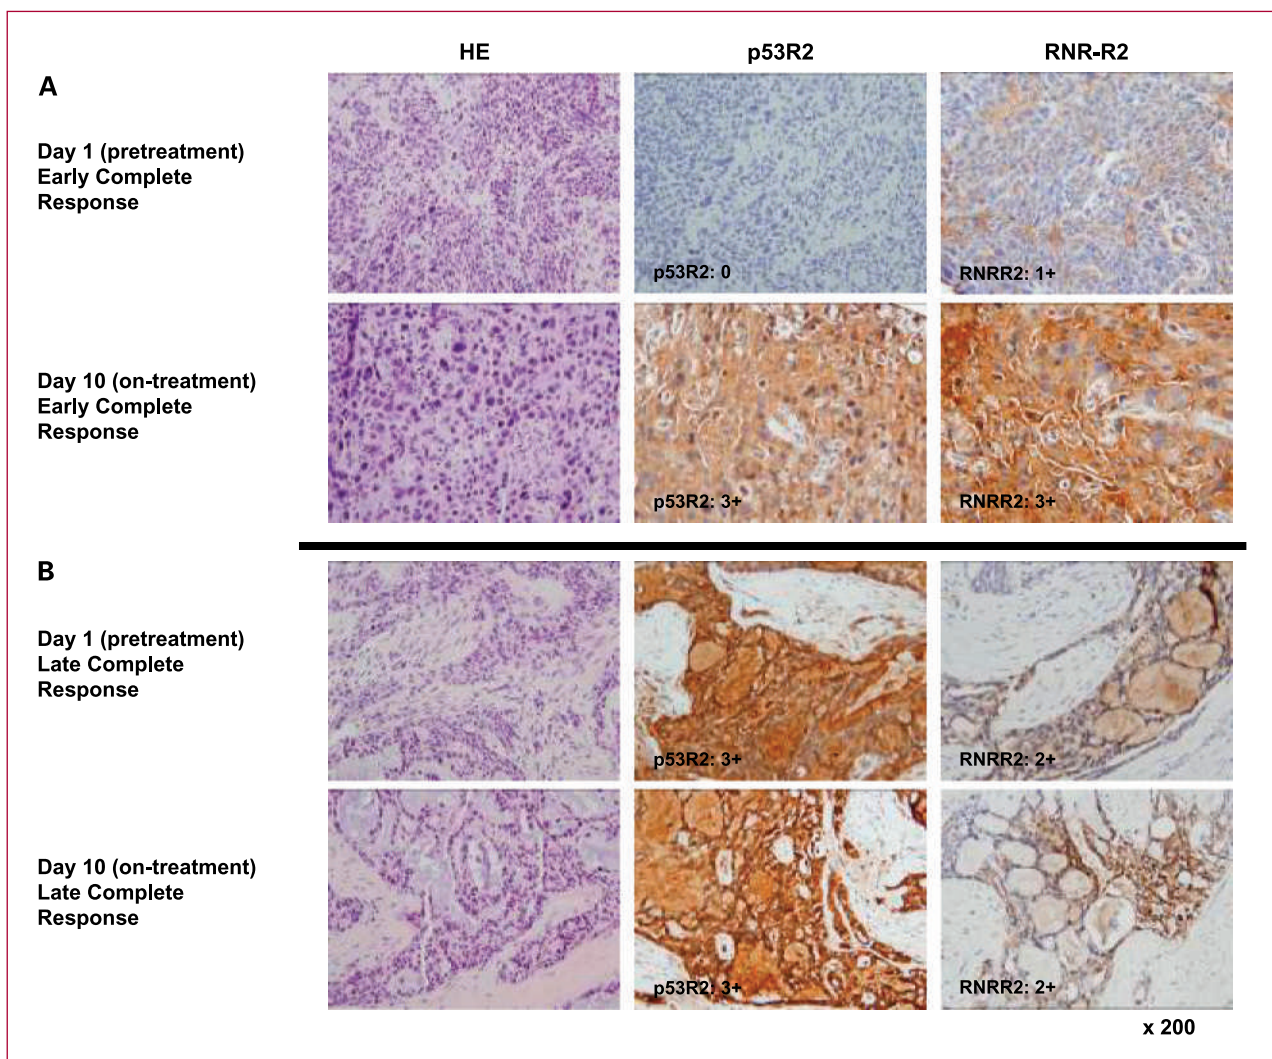 HE
p53R2
RNR-R2
A
Day 1 (pretreatment)
Early Complete
Response
p53R2: 0
RNRR2: 1+
Day 10 (on-treatment)
Early Complete
Response
p53R2: 3+
RNRR2: 3+
B
Day 1 (pretreatment)
Late Complete
Response
p53R2: 3+
RNRR2: 2+
Day 10 (on-treatment)
Late Complete
Response
p53R2: 3+
RNRR2: 2+
x 200